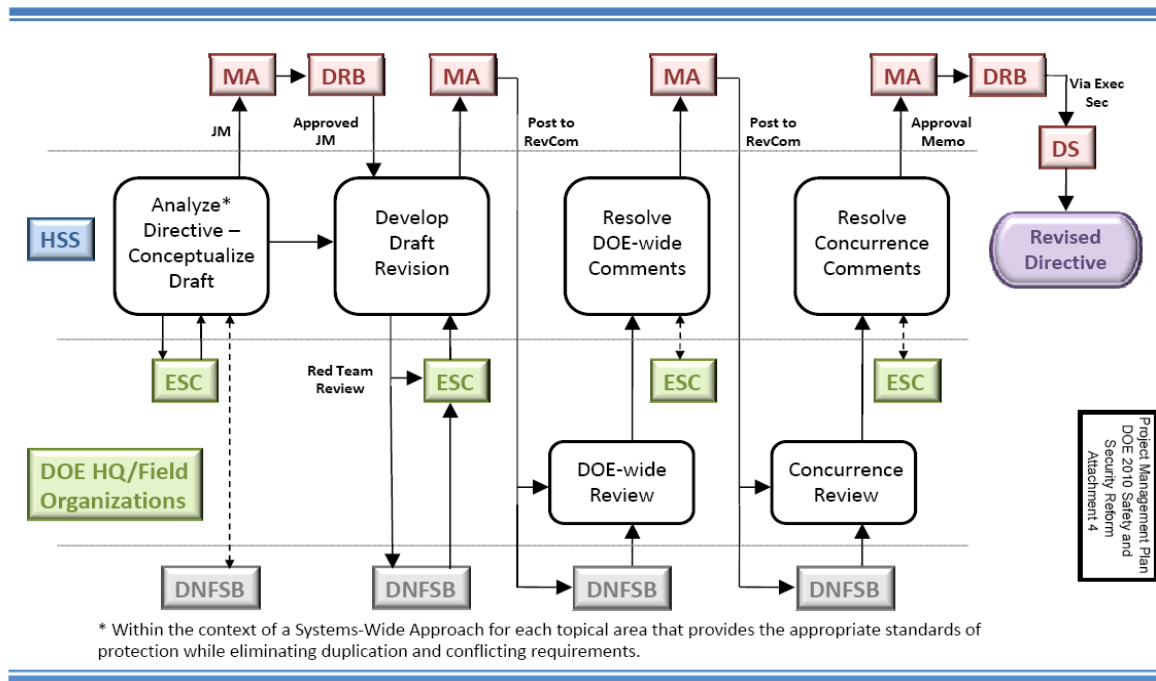 MA
DRB
MA
MA
MA
DRB
Via Exec
Sec
JM
Approved
JM
Post to
RevCom
Post to
RevCom
Approval
Memo
DS
HSS
Analyze*
Directive –
Conceptualize
Draft
Develop
Draft
Revision
Resolve
DOE-wide
Comments
Resolve
Concurrence
Comments
Revised
Directive
ESC
Red Team
Review
ESC
ESC
ESC
DOE HQ/Field
Organizations
DOE-wide
Review
Concurrence
Review
Project Management Plan
DOE 2010 Safety and
Security Reform
Attachment 4
DNFSB
DNFSB
DNFSB
DNFSB
* Within the context of a Systems-Wide Approach for each topical area that provides the appropriate standards of
protection while eliminating duplication and conflicting requirements.